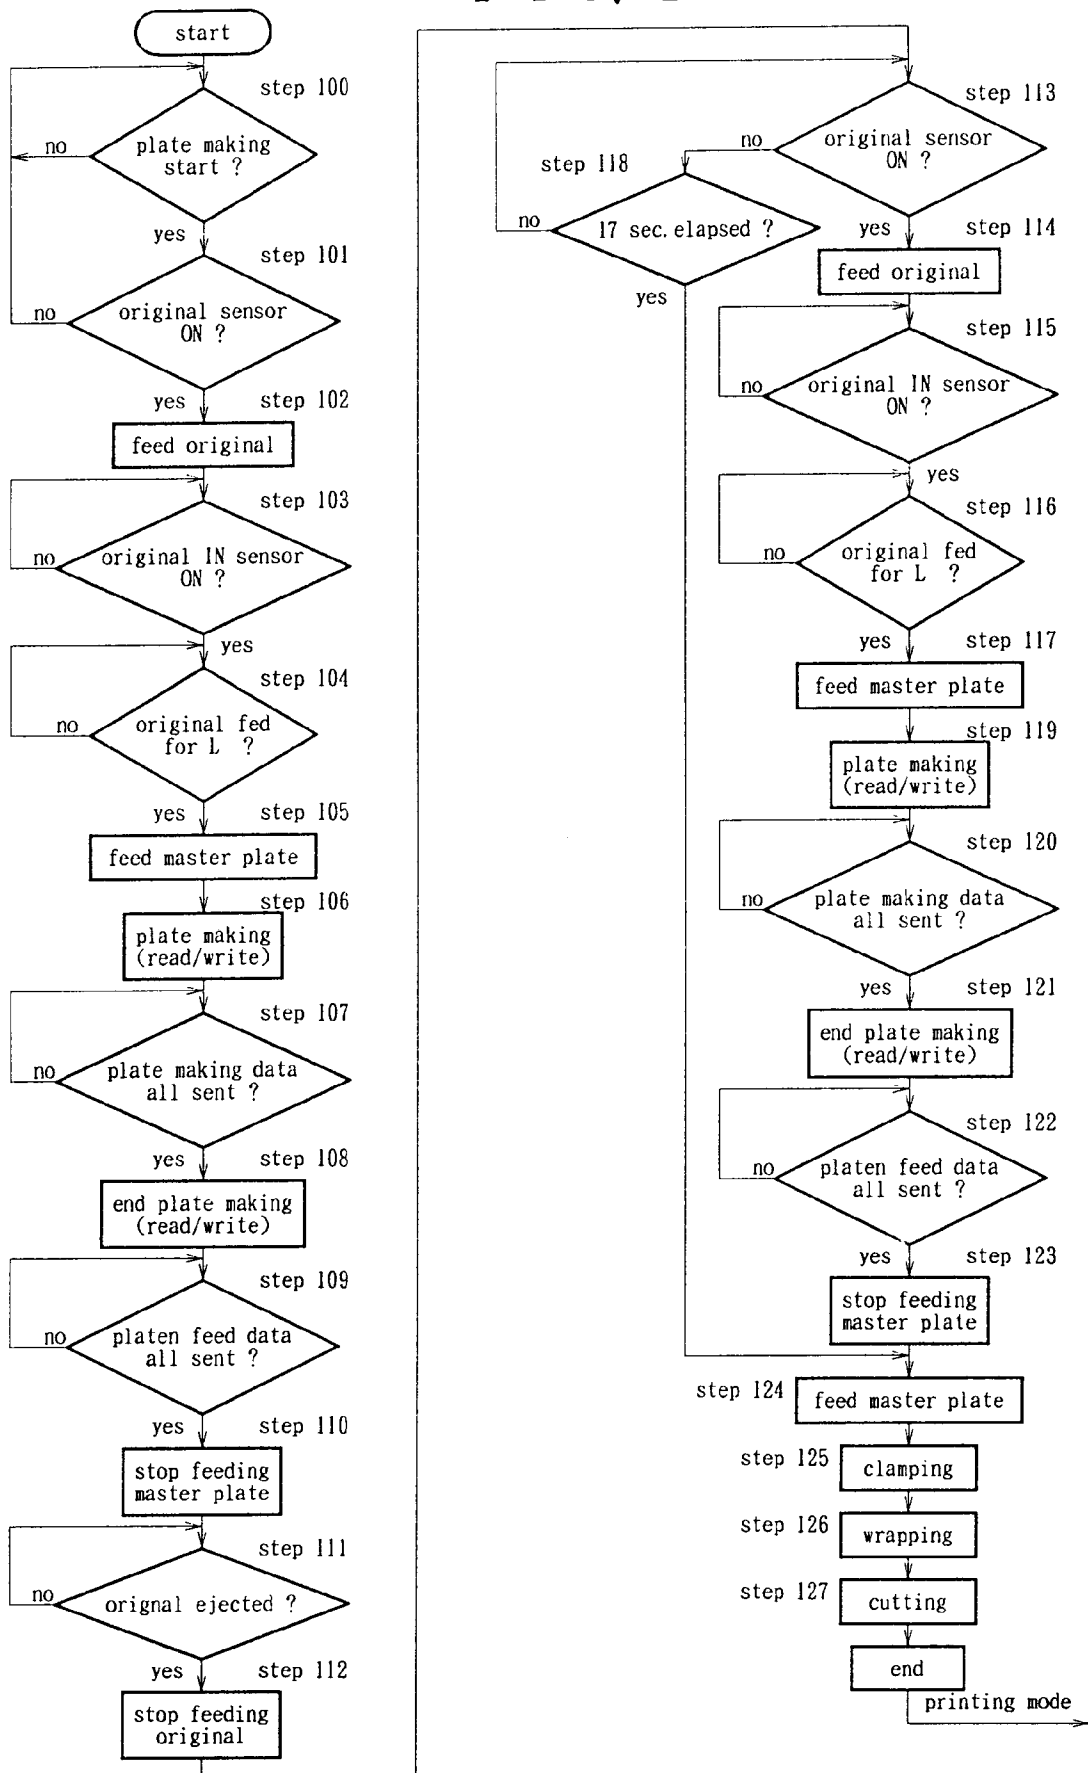 start
step 100
plate making
start ?
no
yes
step 101
original sensor
ON ?
no
yes
step 102
feed original
step 103
original IN sensor
ON ?
no
yes
step 104
original fed
for L ?
no
yes
step 105
feed master plate
step 106
plate making
(read/write)
step 107
plate making data
all sent ?
no
yes
step 108
end plate making
(read/write)
step 109
platen feed data
all sent ?
no
yes
step 110
stop feeding
master plate
step 111
orignal ejected ?
no
yes
step 112
stop feeding
original
step 113
original sensor
ON ?
no
step 118
17 sec. elapsed ?
no
yes
yes
step 114
feed original
step 115
original IN sensor
ON ?
no
yes
step 116
original fed
for L ?
no
yes
step 117
feed master plate
step 119
plate making
(read/write)
step 120
plate making data
all sent ?
no
yes
step 121
end plate making
(read/write)
step 122
platen feed data
all sent ?
no
yes
step 123
stop feeding
master plate
step 124
feed master plate
step 125
clamping
step 126
wrapping
step 127
cutting
end
printing mode